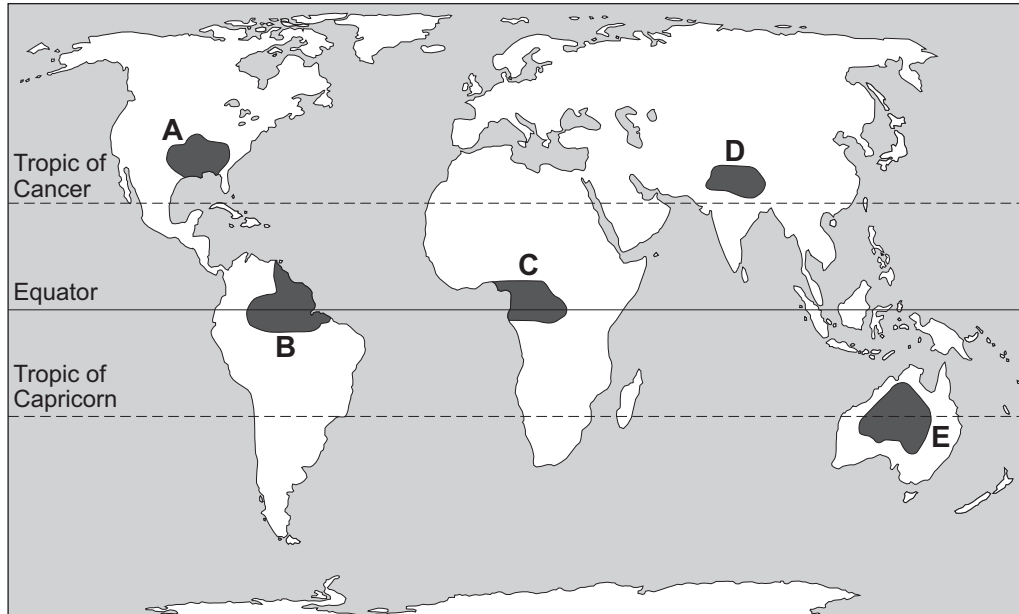 A
D
Tropic of
Cancer
C
Equator
B
Tropic of
Capricorn
E